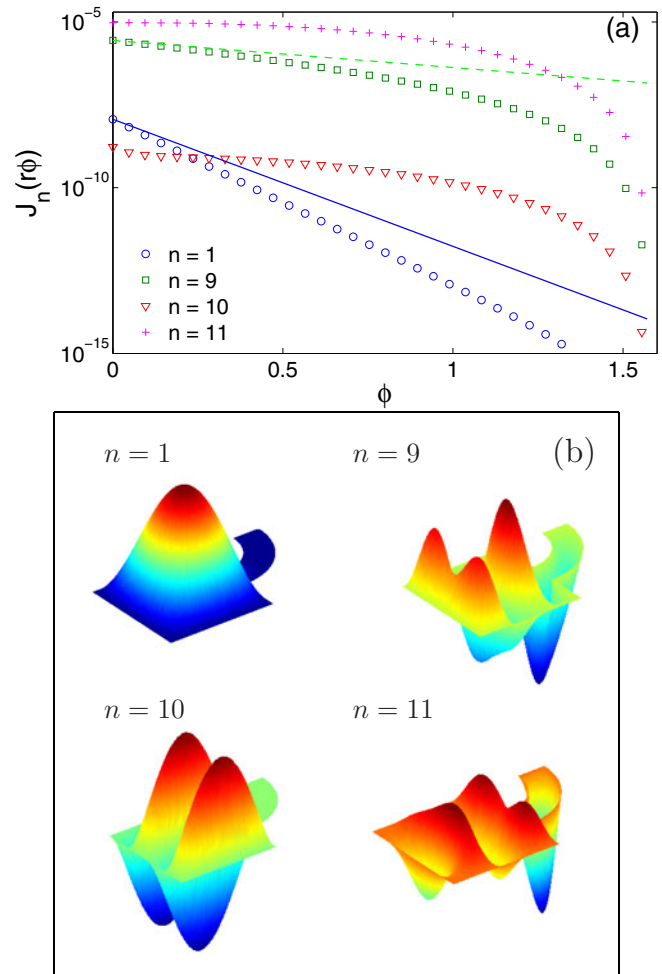 (a)
10^-5
10^-10
10^-15
J_n(rϕ)
n = 1
n = 9
n = 10
n = 11
0 0.5 1 1.5
ϕ
n = 1 n = 9 (b)
n = 10 n = 11